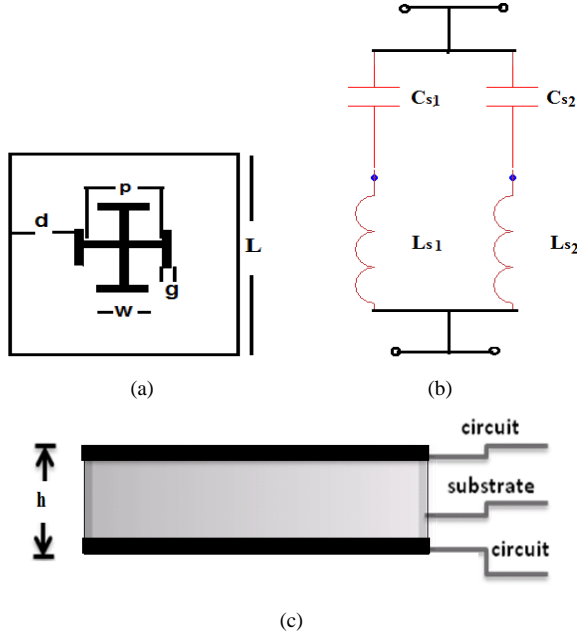 p
d
L
g
w
(a)
Cs1
Cs2
Ls1
Ls2
(b)
circuit
h
substrate
circuit
(c)